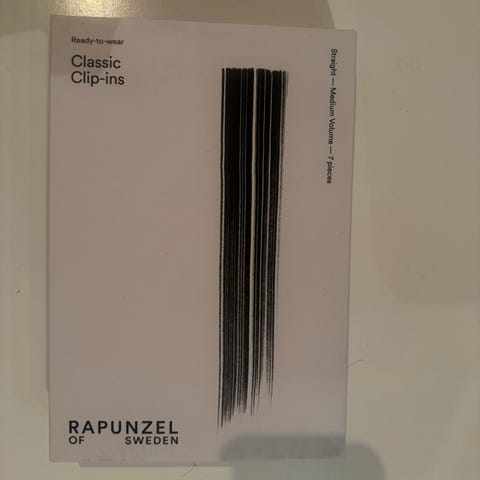 Ready-to-wear
Classic
Clip-ins
Straight — Medium Volume — 7 pieces
RAPUNZEL
OF SWEDEN